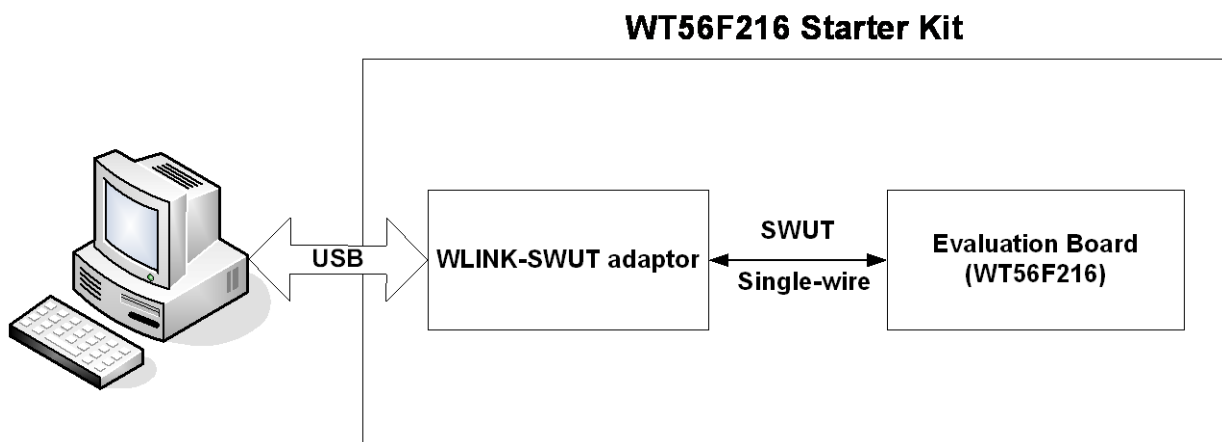 WT56F216 Starter Kit
USB
WLINK-SWUT adaptor
SWUT
Single-wire
Evaluation Board
(WT56F216)